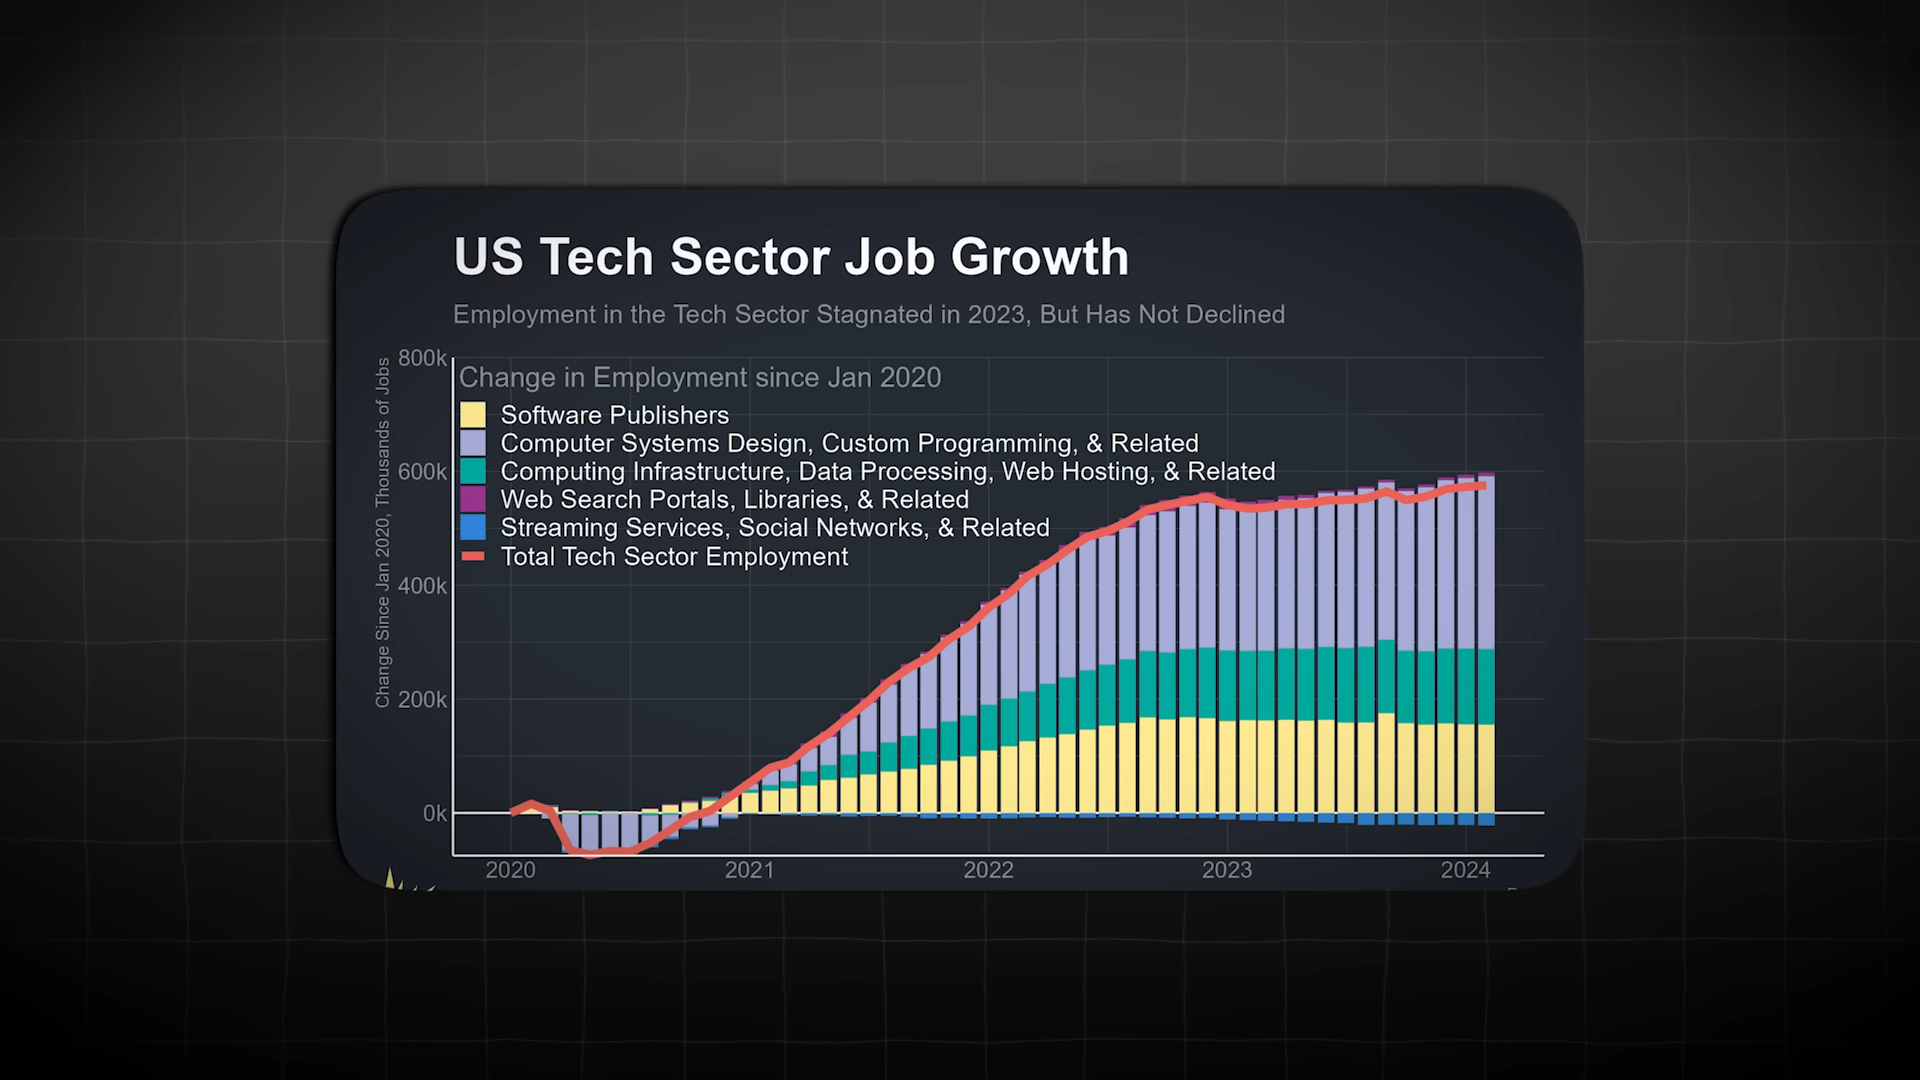 US Tech Sector Job Growth
Employment in the Tech Sector Stagnated in 2023, But Has Not Declined
Change Since Jan 2020, Thousands of Jobs
800k
600k
400k
200k
0k
Change in Employment since Jan 2020
Software Publishers
Computer Systems Design, Custom Programming, & Related
Computing Infrastructure, Data Processing, Web Hosting, & Related
Web Search Portals, Libraries, & Related
Streaming Services, Social Networks, & Related
Total Tech Sector Employment
2020 2021 2022 2023 2024